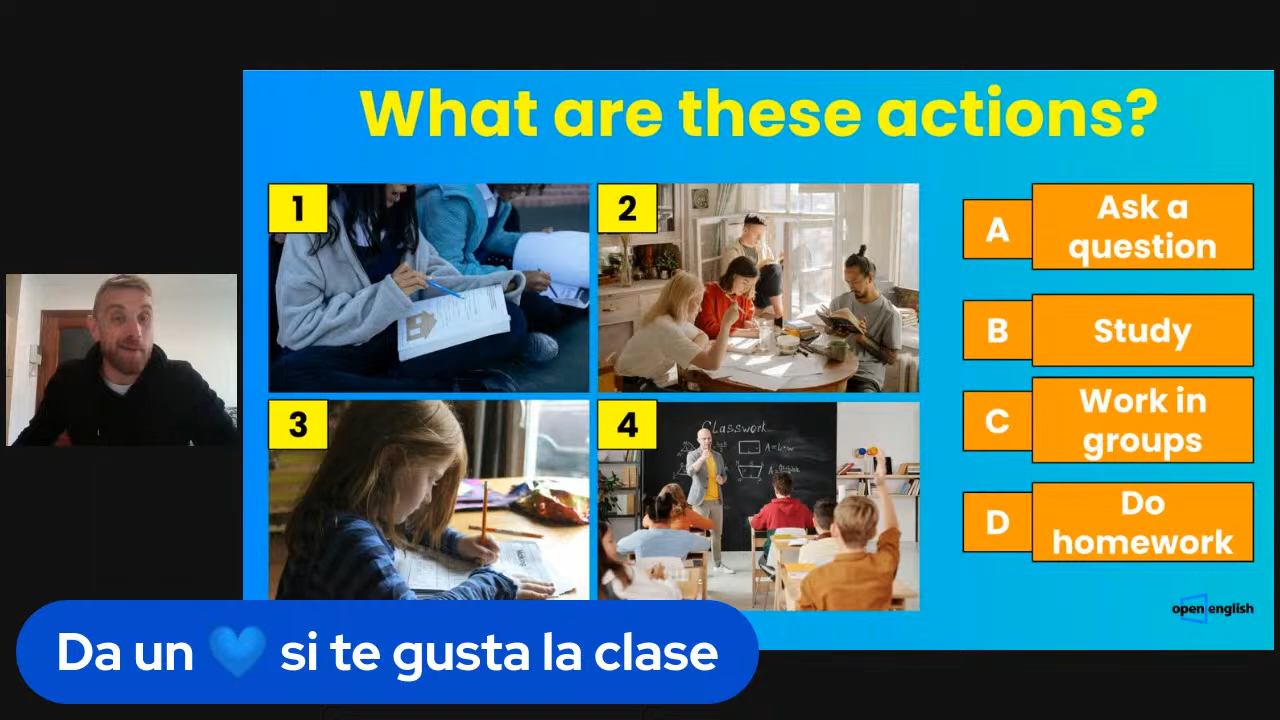 What are these actions?
1
2
3
4
Classwork
A
Ask a
question
B
Study
C
Work in
groups
D
Do
homework
open english
Da un 💙 si te gusta la clase